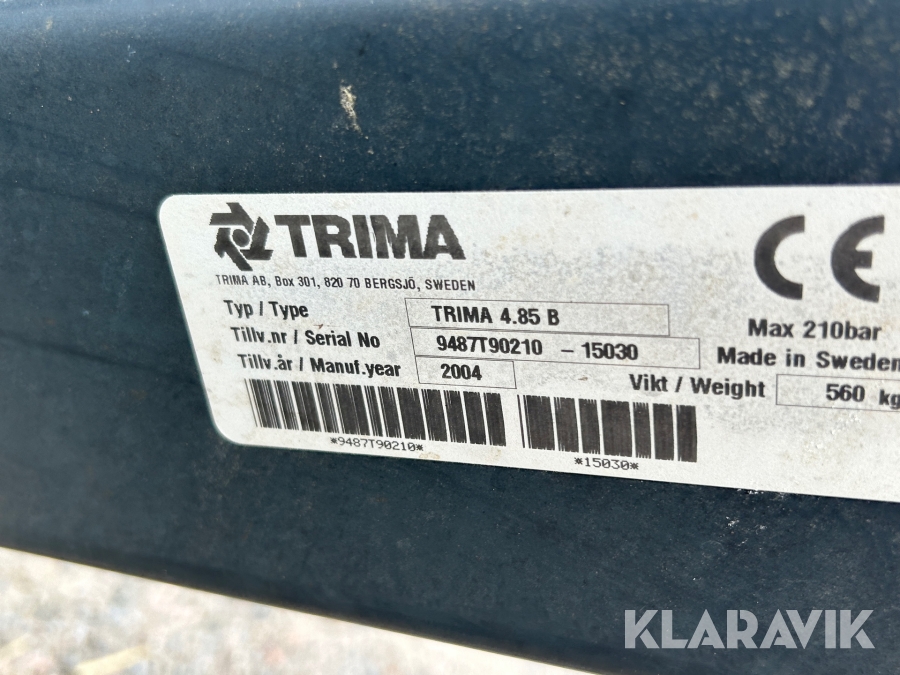 TRIMA
TRIMA AB, Box 301, 820 70 BERGSJÖ, SWEDEN
Typ / Type TRIMA 4.85 B
Tillv.nr / Serial No 9487T90210 - 15030
Tillv.år / Manuf.year 2004
CE
Max 210bar
Made in Sweden
Vikt / Weight 560 kg
*9487T90210*
*15030*
KLARAVIK